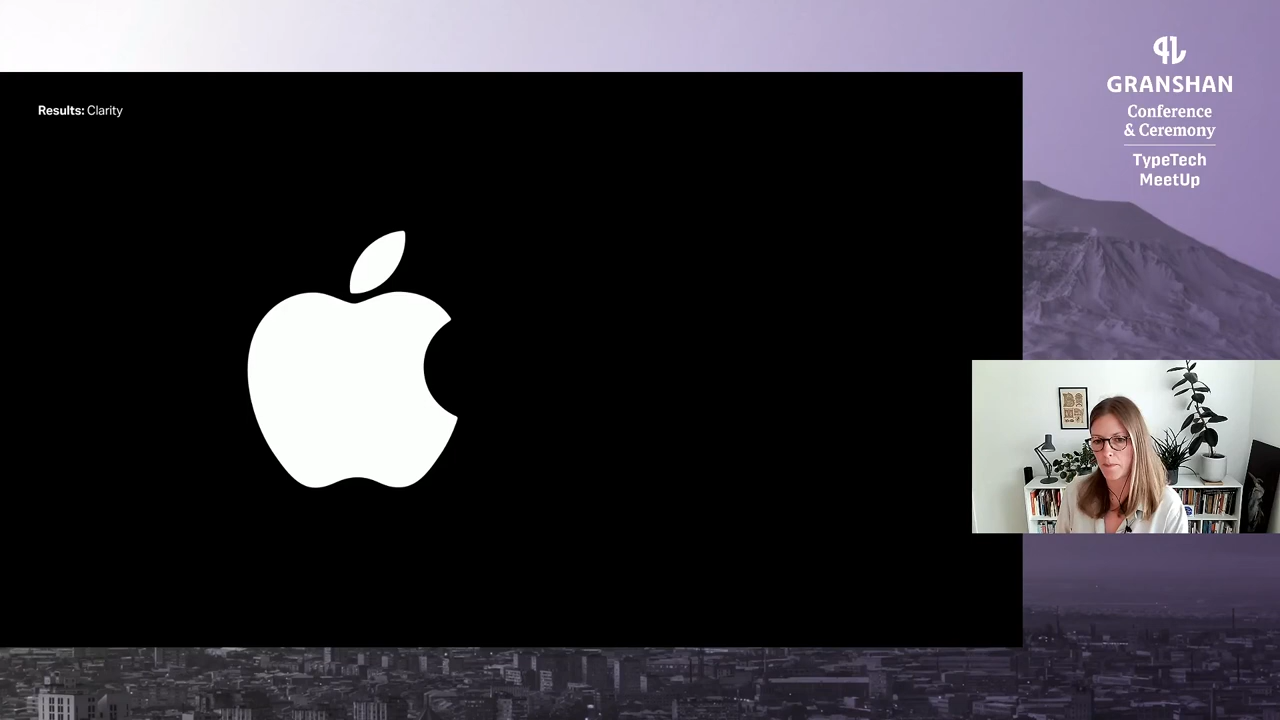 Results: Clarity
GRANSHAN
Conference
& Ceremony
TypeTech
MeetUp